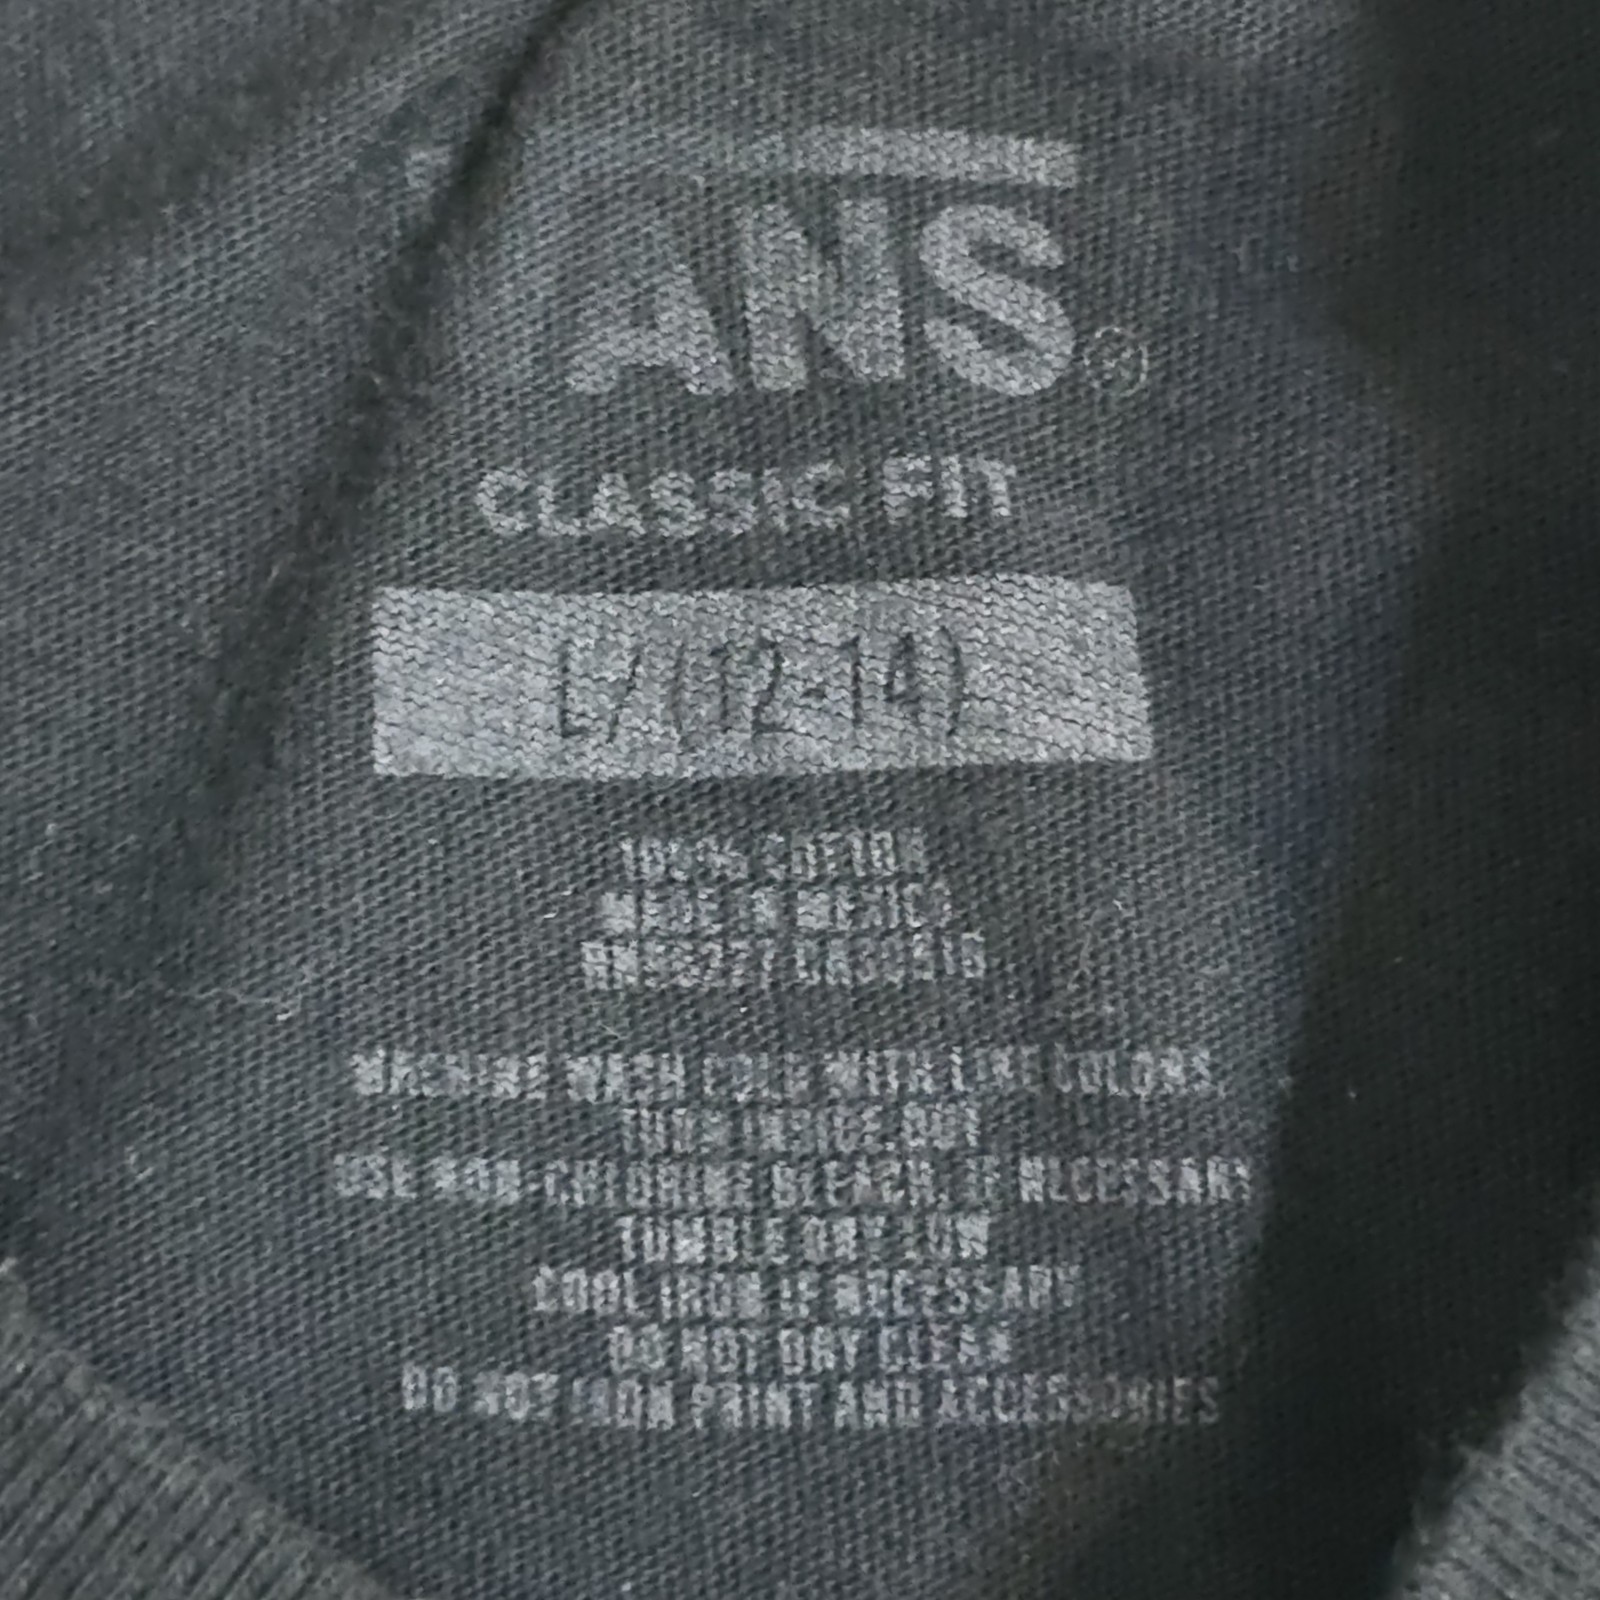 ANS®
CLASSIC FIT
L/(12-14)
100% COTTON
MADE IN MEXICO
MACHINE WASH COLD WITH LIKE COLORS,
TURN INSIDE OUT
USE NON-CHLORINE BLEACH, IF NECESSARY
TUMBLE DRY LOW
COOL IRON IF NECESSARY
DO NOT DRY CLEAN
DO NOT IRON PRINT AND ACCESSORIES